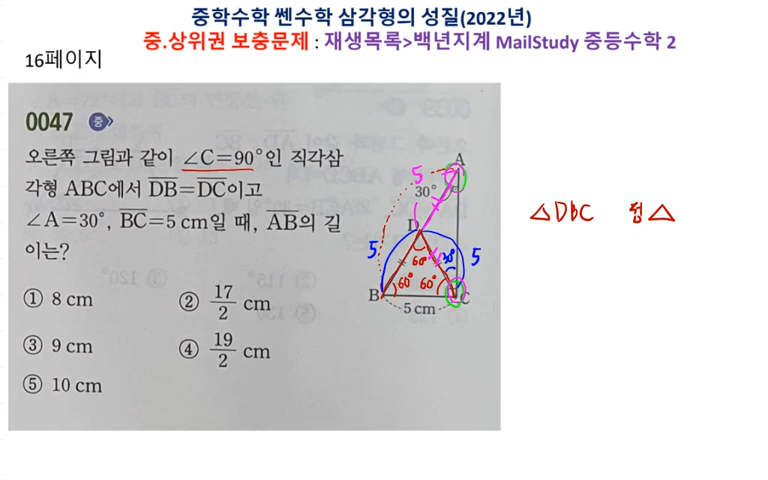 중학수학 쎈수학 삼각형의 성질(2022년)
중.상위권 보충문제 : 재생목록>백년지계 MailStudy 중등수학 2
16페이지
0047 중
오른쪽 그림과 같이 ∠C=90°인 직각삼
각형 ABC에서 DB=DC이고
∠A=30°, BC=5 cm일 때, AB의 길
이는?
① 8 cm
② 17/2 cm
③ 9 cm
④ 19/2 cm
⑤ 10 cm
A
5
30°
D
5
60°
30°
5
B
60°
60°
C
5 cm
△DBC 정△